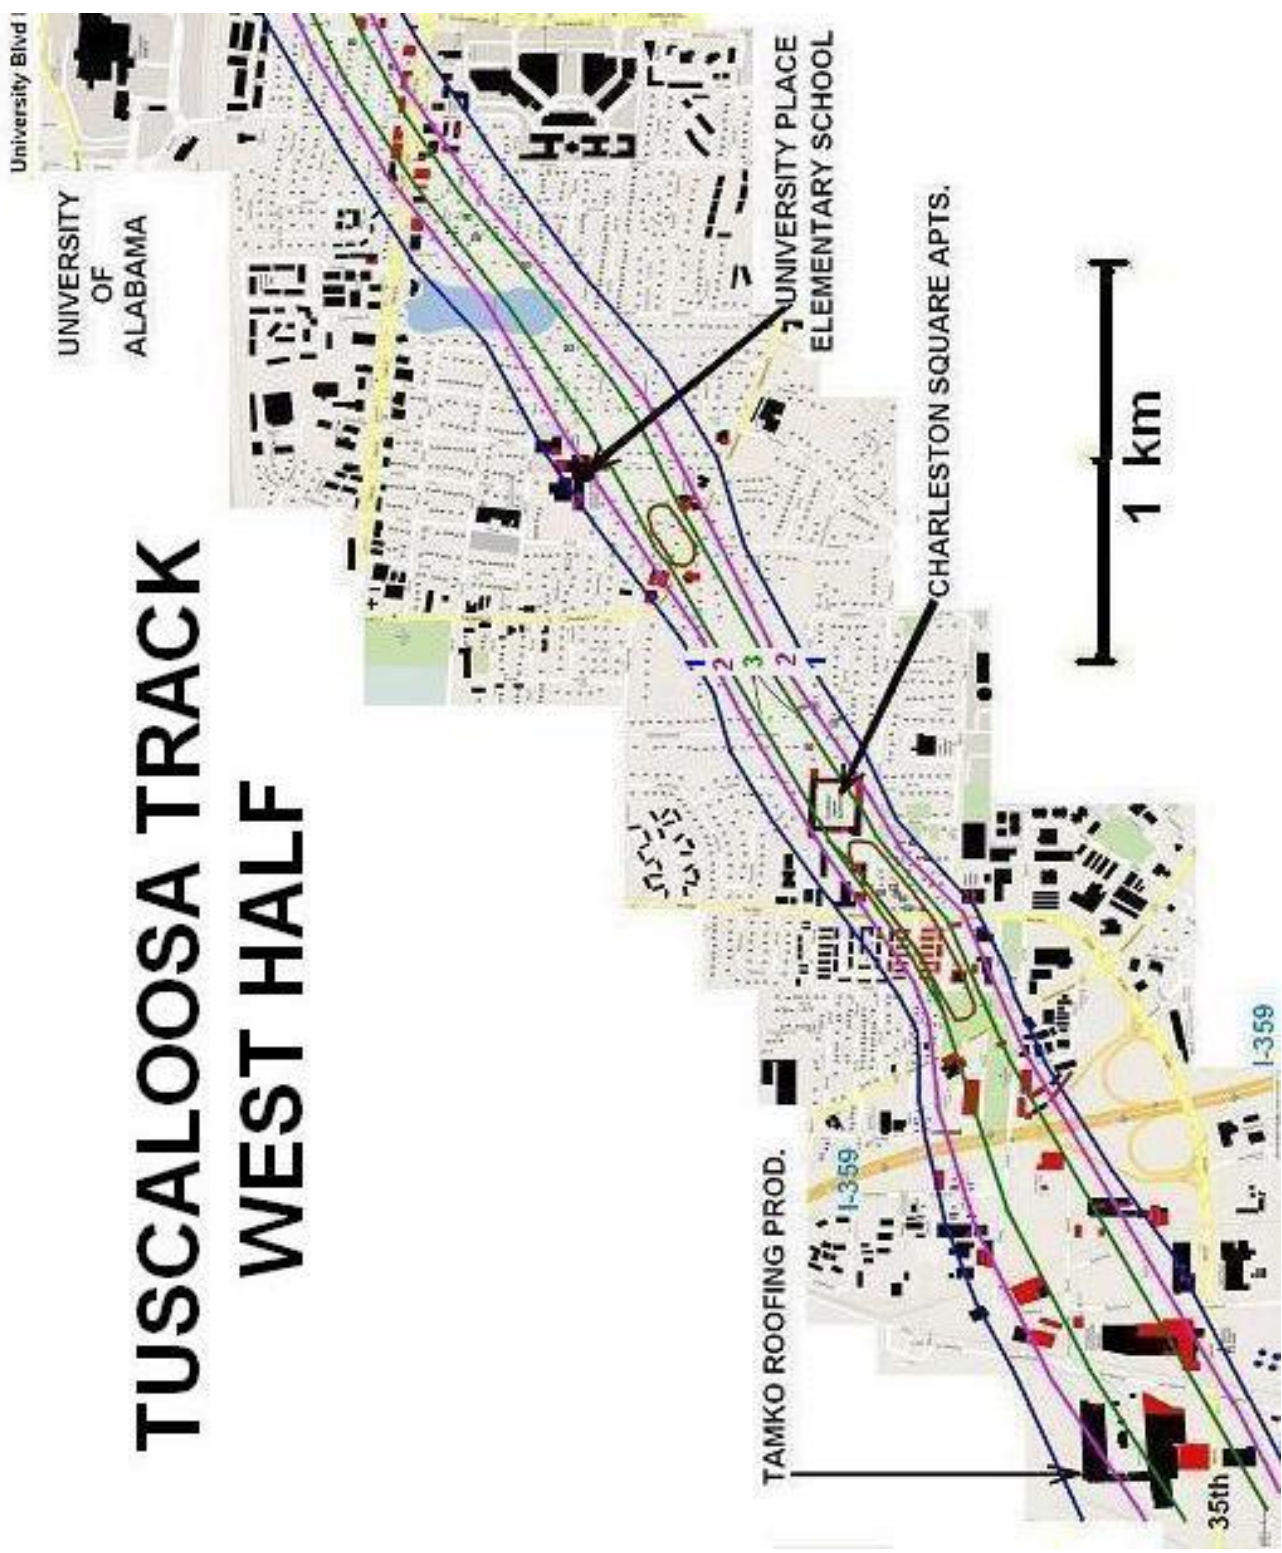 TUSCALOOSA TRACK
WEST HALF
University Blvd
UNIVERSITY
OF
ALABAMA
UNIVERSITY PLACE
ELEMENTARY SCHOOL
CHARLESTON SQUARE APTS.
1 km
1
2
3
2
1
TAMKO ROOFING PROD.
I-359
I-359
35th